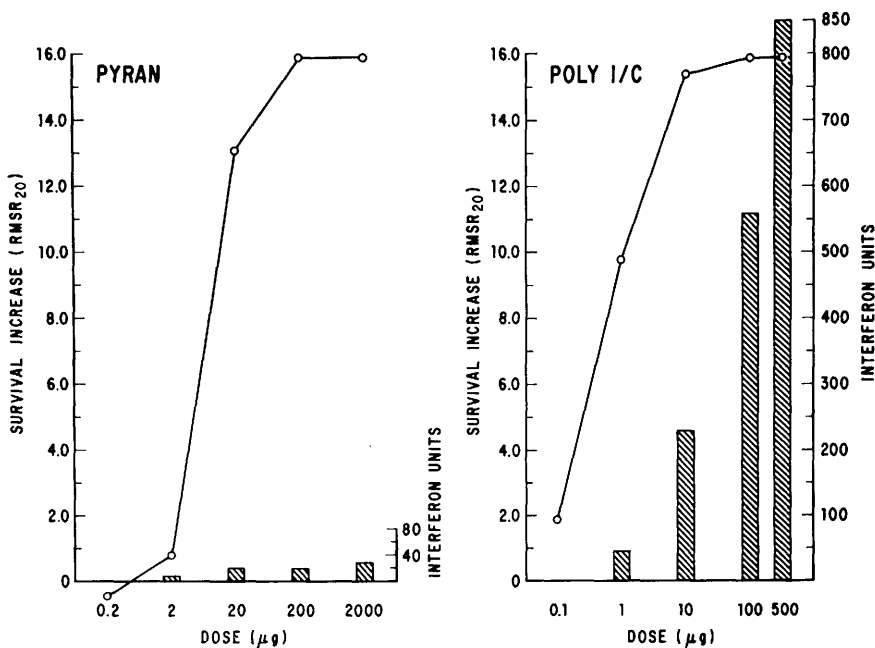 PYRAN
SURVIVAL INCREASE (RMSR20)
16.0
14.0
12.0
10.0
8.0
6.0
4.0
2.0
0
80
40
INTERFERON UNITS
0.2 2 20 200 2000
DOSE (μg)
POLY I/C
SURVIVAL INCREASE (RMSR20)
16.0
14.0
12.0
10.0
8.0
6.0
4.0
2.0
0
850
800
700
600
500
400
300
200
100
INTERFERON UNITS
0.1 1 10 100 500
DOSE (μg)